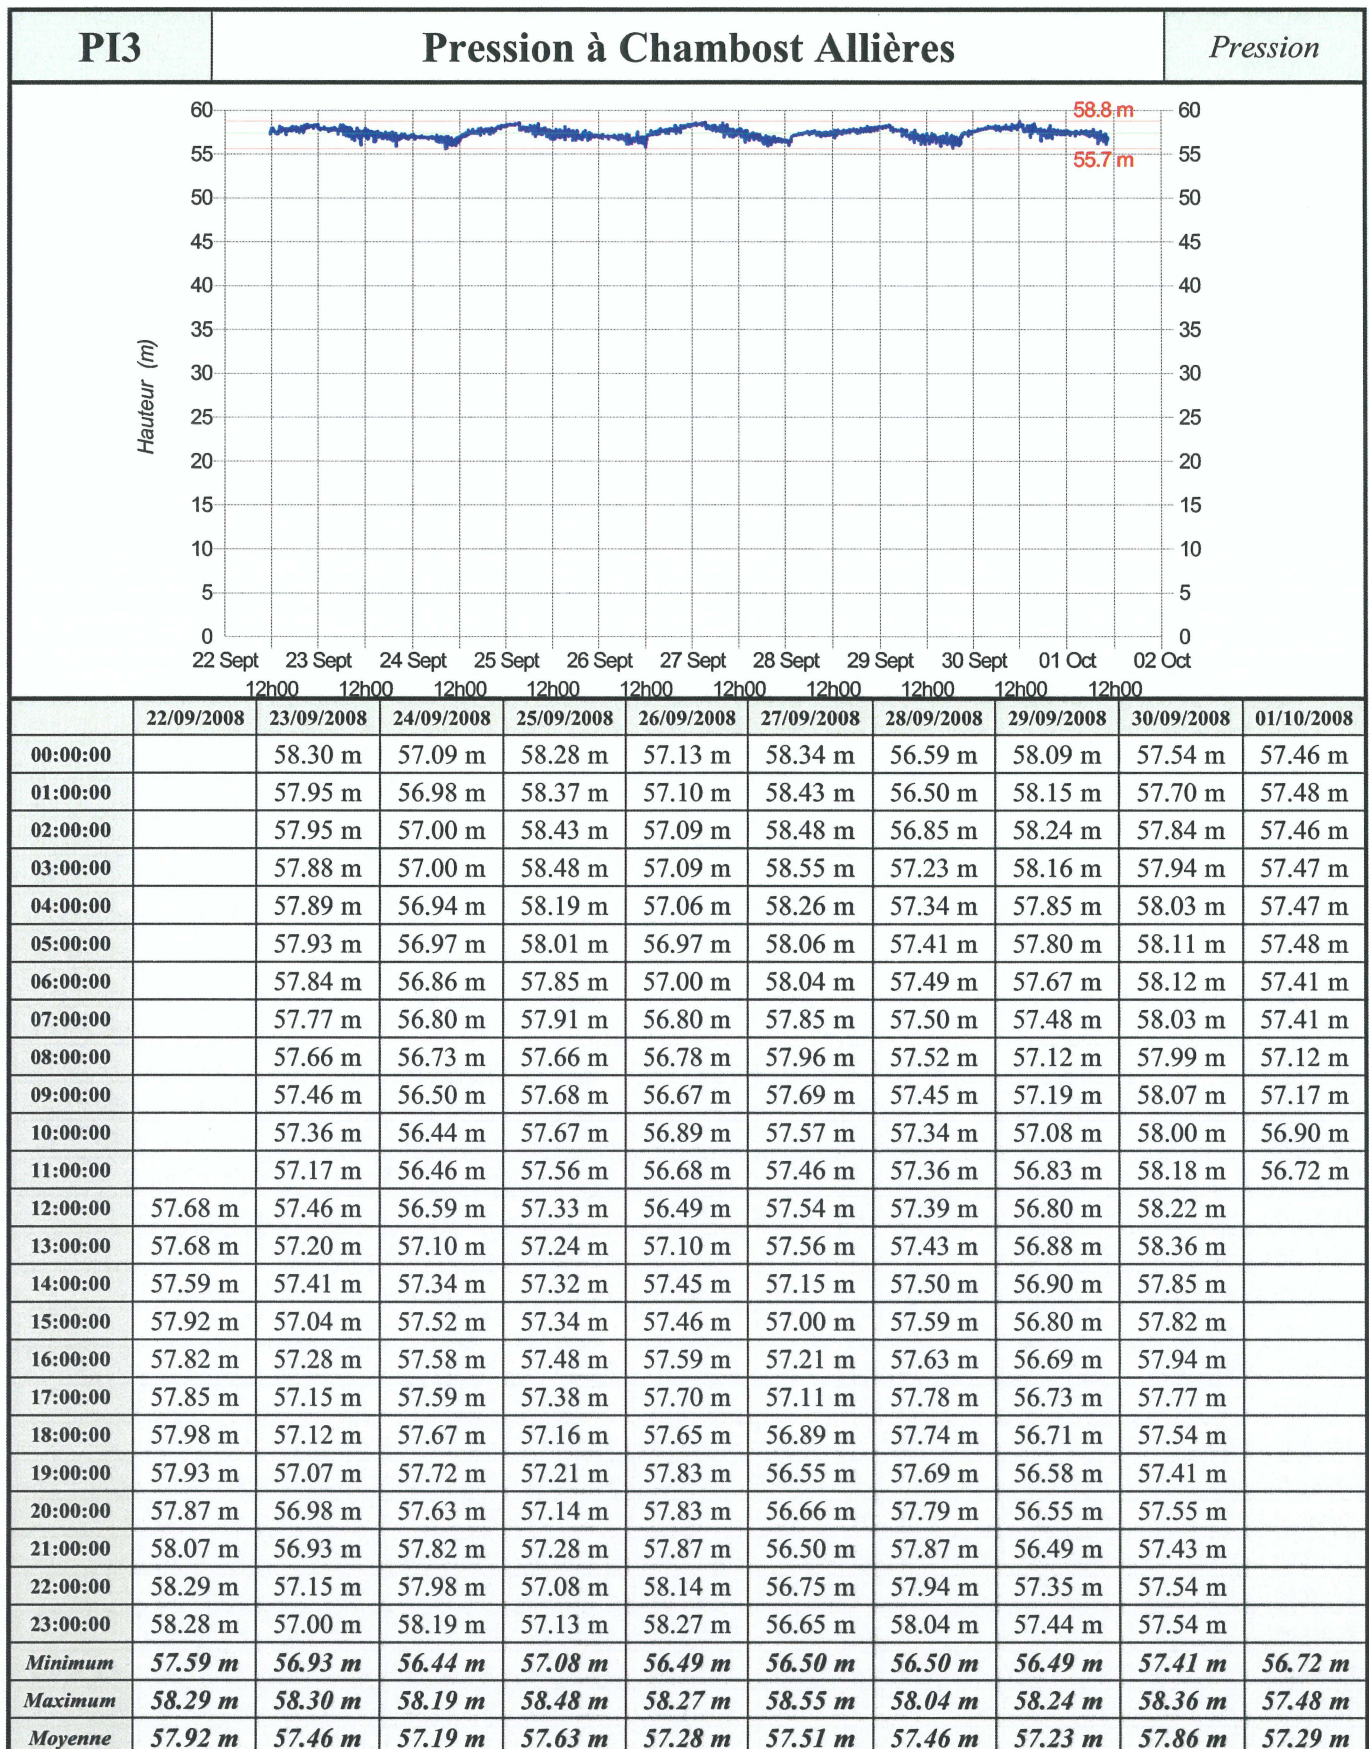 PI3 Pression à Chambost Allières Pression
60 58.8 m 60
55 55.7 m 55
50 50
45 45
40 40
35 35
30 30
Hauteur (m)
25 25
20 20
15 15
10 10
5 5
0 0
22 Sept 23 Sept 24 Sept 25 Sept 26 Sept 27 Sept 28 Sept 29 Sept 30 Sept 01 Oct 02 Oct
12h00 12h00 12h00 12h00 12h00 12h00 12h00 12h00 12h00 12h00
22/09/2008 23/09/2008 24/09/2008 25/09/2008 26/09/2008 27/09/2008 28/09/2008 29/09/2008 30/09/2008 01/10/2008
00:00:00 58.30 m 57.09 m 58.28 m 57.13 m 58.34 m 56.59 m 58.09 m 57.54 m 57.46 m
01:00:00 57.95 m 56.98 m 58.37 m 57.10 m 58.43 m 56.50 m 58.15 m 57.70 m 57.48 m
02:00:00 57.95 m 57.00 m 58.43 m 57.09 m 58.48 m 56.85 m 58.24 m 57.84 m 57.46 m
03:00:00 57.88 m 57.00 m 58.48 m 57.09 m 58.55 m 57.23 m 58.16 m 57.94 m 57.47 m
04:00:00 57.89 m 56.94 m 58.19 m 57.06 m 58.26 m 57.34 m 57.85 m 58.03 m 57.47 m
05:00:00 57.93 m 56.97 m 58.01 m 56.97 m 58.06 m 57.41 m 57.80 m 58.11 m 57.48 m
06:00:00 57.84 m 56.86 m 57.85 m 57.00 m 58.04 m 57.49 m 57.67 m 58.12 m 57.41 m
07:00:00 57.77 m 56.80 m 57.91 m 56.80 m 57.85 m 57.50 m 57.48 m 58.03 m 57.41 m
08:00:00 57.66 m 56.73 m 57.66 m 56.78 m 57.96 m 57.52 m 57.12 m 57.99 m 57.12 m
09:00:00 57.46 m 56.50 m 57.68 m 56.67 m 57.69 m 57.45 m 57.19 m 58.07 m 57.17 m
10:00:00 57.36 m 56.44 m 57.67 m 56.89 m 57.57 m 57.34 m 57.08 m 58.00 m 56.90 m
11:00:00 57.17 m 56.46 m 57.56 m 56.68 m 57.46 m 57.36 m 56.83 m 58.18 m 56.72 m
12:00:00 57.68 m 57.46 m 56.59 m 57.33 m 56.49 m 57.54 m 57.39 m 56.80 m 58.22 m
13:00:00 57.68 m 57.20 m 57.10 m 57.24 m 57.10 m 57.56 m 57.43 m 56.88 m 58.36 m
14:00:00 57.59 m 57.41 m 57.34 m 57.32 m 57.45 m 57.15 m 57.50 m 56.90 m 57.85 m
15:00:00 57.92 m 57.04 m 57.52 m 57.34 m 57.46 m 57.00 m 57.59 m 56.80 m 57.82 m
16:00:00 57.82 m 57.28 m 57.58 m 57.48 m 57.59 m 57.21 m 57.63 m 56.69 m 57.94 m
17:00:00 57.85 m 57.15 m 57.59 m 57.38 m 57.70 m 57.11 m 57.78 m 56.73 m 57.77 m
18:00:00 57.98 m 57.12 m 57.67 m 57.16 m 57.65 m 56.89 m 57.74 m 56.71 m 57.54 m
19:00:00 57.93 m 57.07 m 57.72 m 57.21 m 57.83 m 56.55 m 57.69 m 56.58 m 57.41 m
20:00:00 57.87 m 56.98 m 57.63 m 57.14 m 57.83 m 56.66 m 57.79 m 56.55 m 57.55 m
21:00:00 58.07 m 56.93 m 57.82 m 57.28 m 57.87 m 56.50 m 57.87 m 56.49 m 57.43 m
22:00:00 58.29 m 57.15 m 57.98 m 57.08 m 58.14 m 56.75 m 57.94 m 57.35 m 57.54 m
23:00:00 58.28 m 57.00 m 58.19 m 57.13 m 58.27 m 56.65 m 58.04 m 57.44 m 57.54 m
Minimum 57.59 m 56.93 m 56.44 m 57.08 m 56.49 m 56.50 m 56.50 m 56.49 m 57.41 m 56.72 m
Maximum 58.29 m 58.30 m 58.19 m 58.48 m 58.27 m 58.55 m 58.04 m 58.24 m 58.36 m 57.48 m
Moyenne 57.92 m 57.46 m 57.19 m 57.63 m 57.28 m 57.51 m 57.46 m 57.23 m 57.86 m 57.29 m